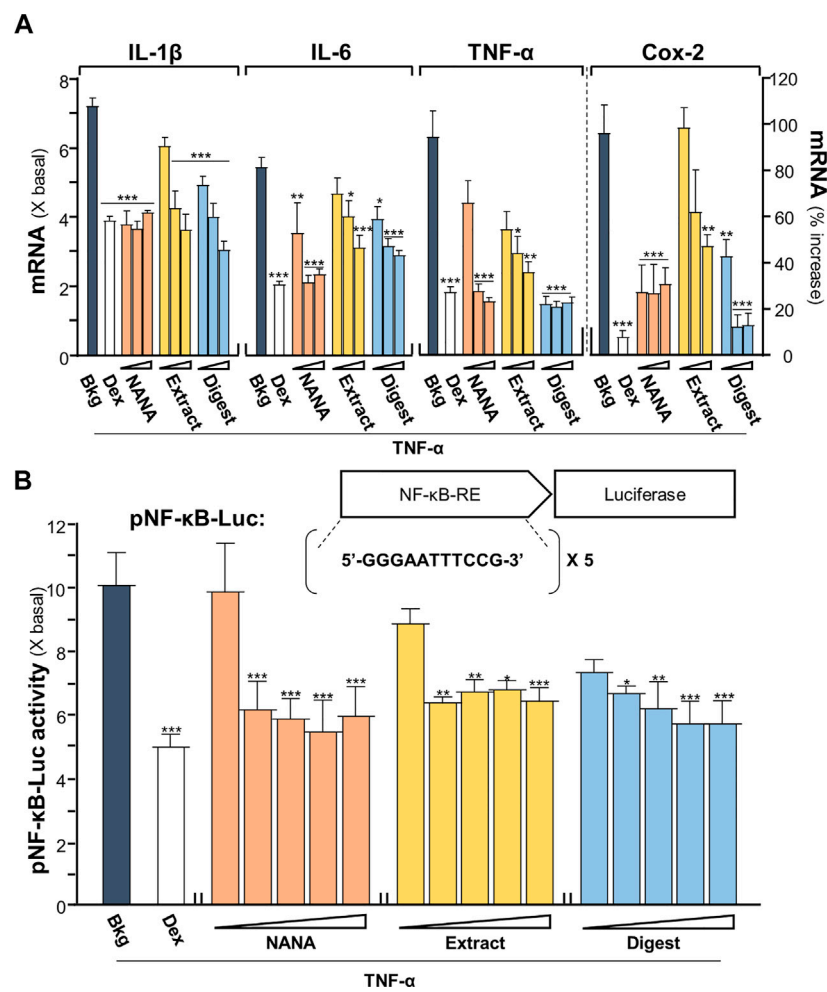 A
IL-1β IL-6 TNF-α Cox-2
8 120
100
6 80
*** *** ** * * *** *** *** *** * ** *** *** *** *** ** ** ***
4 60
40
2 20
0 0
mRNA (X basal)
mRNA (% increase)
Bkg Dex NANA Extract Digest Bkg Dex NANA Extract Digest Bkg Dex NANA Extract Digest Bkg Dex NANA Extract Digest
TNF-α
B
NF-κB-RE Luciferase
pNF-κB-Luc:
5’-GGGAATTTCCG-3’ X 5
12
10
8
6
4
2
0
pNF-κB-Luc activity (X basal)
*** *** *** *** *** ** ** * *** * ** *** ***
Bkg Dex NANA Extract Digest
TNF-α